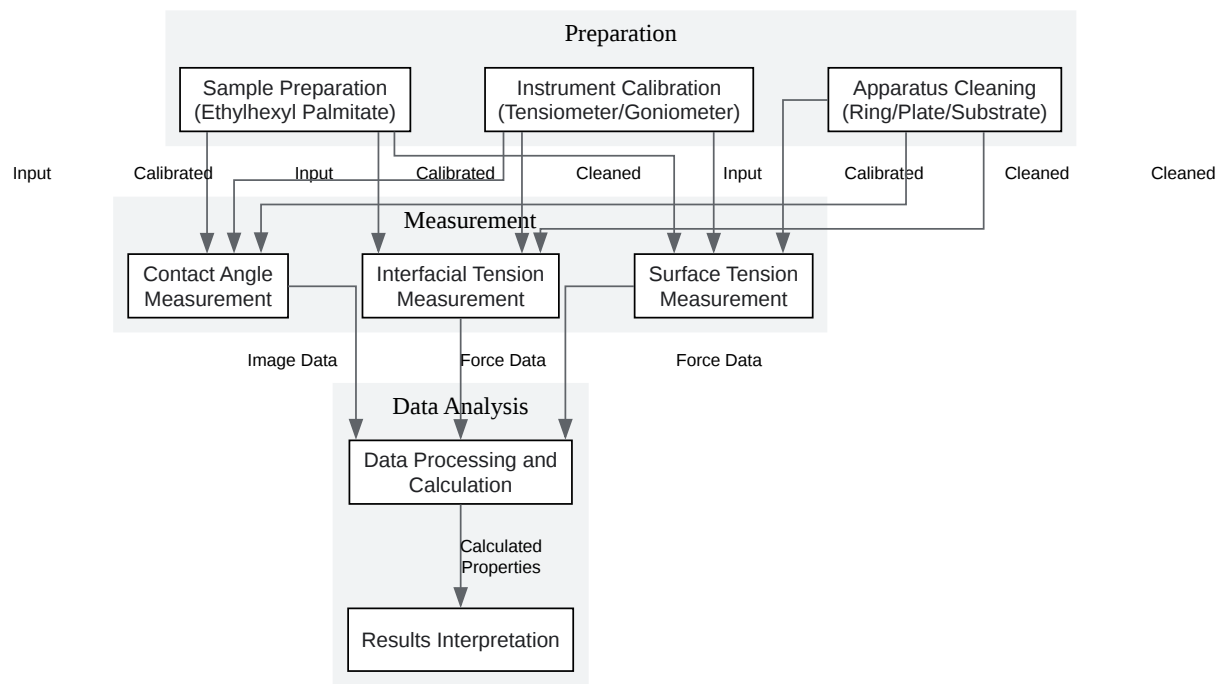 Preparation
Sample Preparation
(Ethylhexyl Palmitate)
Instrument Calibration
(Tensiometer/Goniometer)
Apparatus Cleaning
(Ring/Plate/Substrate)
Input
Calibrated
Input
Calibrated
Cleaned
Input
Calibrated
Cleaned
Cleaned
Measurement
Contact Angle
Measurement
Interfacial Tension
Measurement
Surface Tension
Measurement
Image Data
Force Data
Force Data
Data Analysis
Data Processing and
Calculation
Calculated
Properties
Results Interpretation